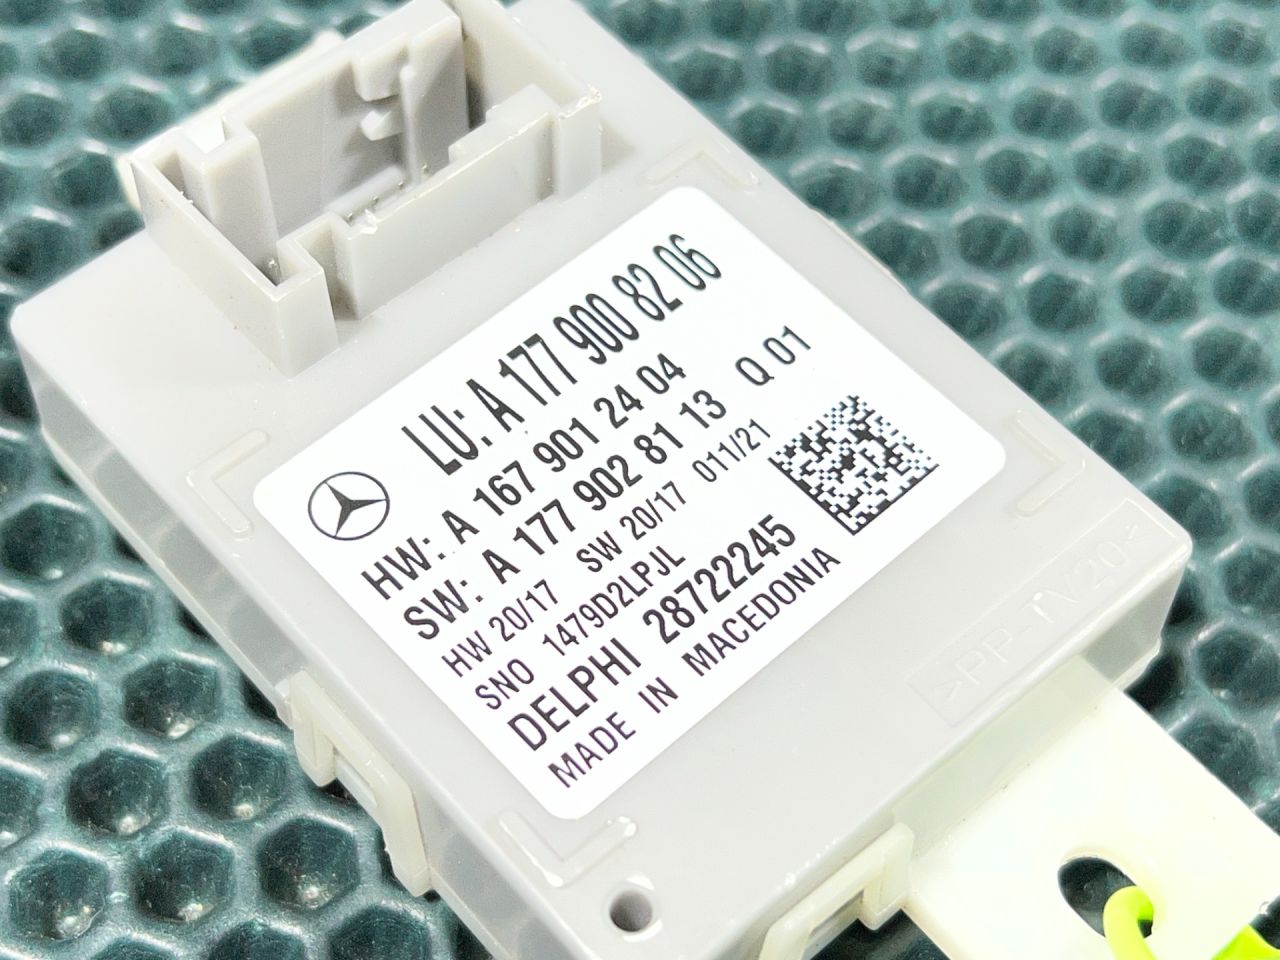 LU: A 177 900 82 06
HW: A 167 901 24 04
SW: A 177 902 81 13 Q 01
HW 20/17 SW 20/17 011/21
SNO 1479D2LPJL
DELPHI 28722245
MADE IN MACEDONIA
>PP-TV20<